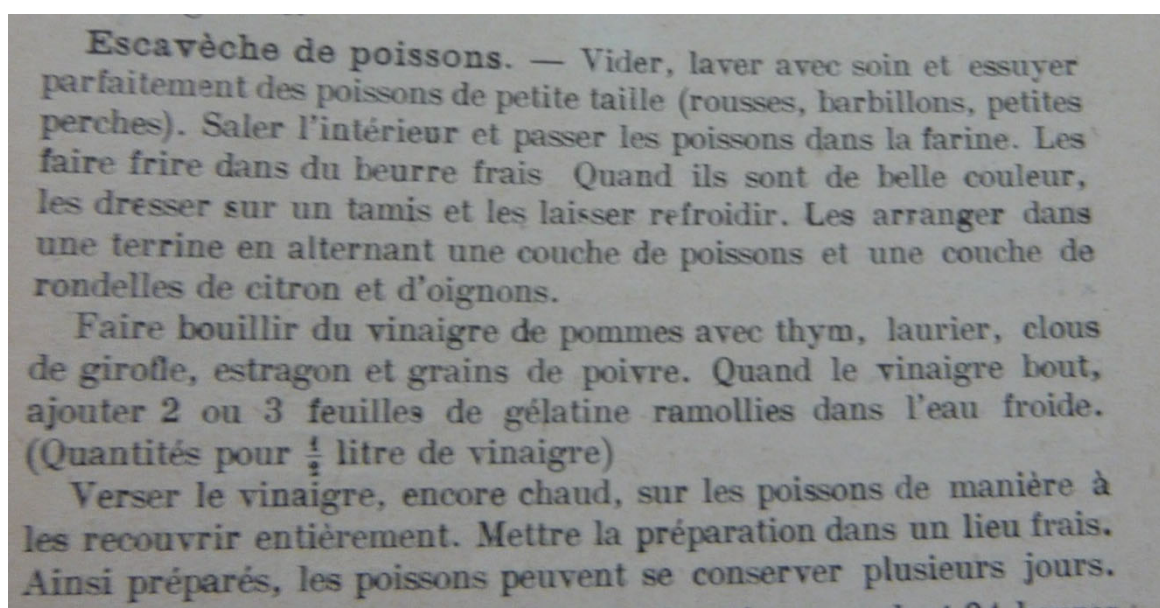 Escavèche de poissons. — Vider, laver avec soin et essuyer
parfaitement des poissons de petite taille (rousses, barbillons, petites
perches). Saler l'intérieur et passer les poissons dans la farine. Les
faire frire dans du beurre frais Quand ils sont de belle couleur,
les dresser sur un tamis et les laisser refroidir. Les arranger dans
une terrine en alternant une couche de poissons et une couche de
rondelles de citron et d'oignons.
Faire bouillir du vinaigre de pommes avec thym, laurier, clous
de girofle, estragon et grains de poivre. Quand le vinaigre bout,
ajouter 2 ou 3 feuilles de gélatine ramollies dans l'eau froide.
(Quantités pour ½ litre de vinaigre)
Verser le vinaigre, encore chaud, sur les poissons de manière à
les recouvrir entièrement. Mettre la préparation dans un lieu frais.
Ainsi préparés, les poissons peuvent se conserver plusieurs jours.